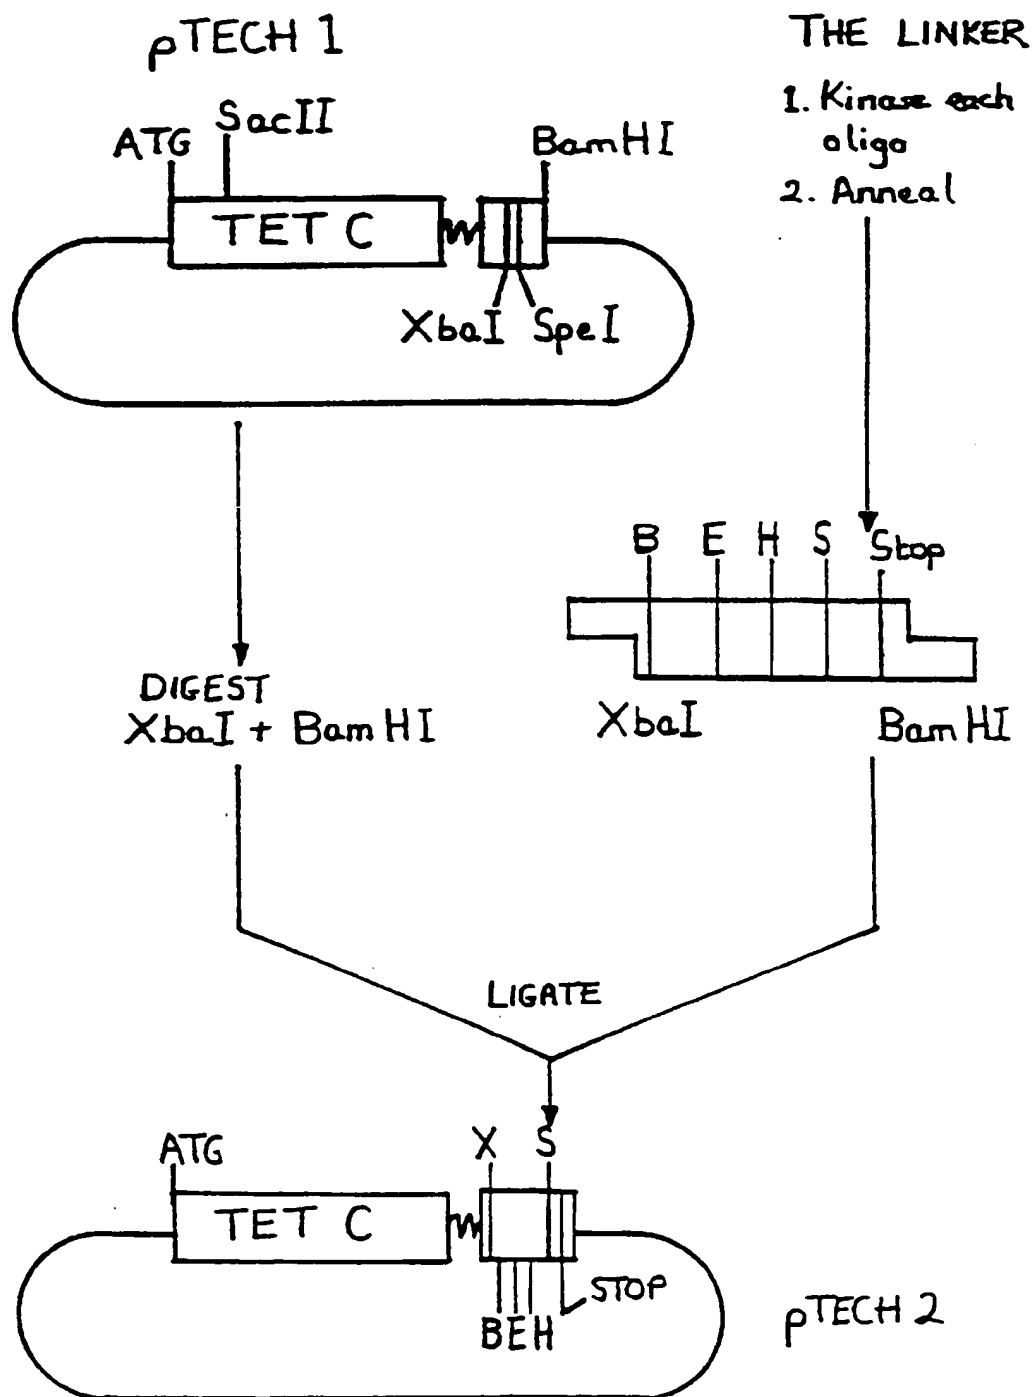 pTECH 1
THE LINKER
1. Kinase each
oligo
2. Anneal
ATG
SacII
BamHI
TET C
XbaI SpeI
DIGEST
XbaI + BamHI
B E H S Stop
XbaI
BamHI
LIGATE
ATG
X S
TET C
STOP
BEH
pTECH 2